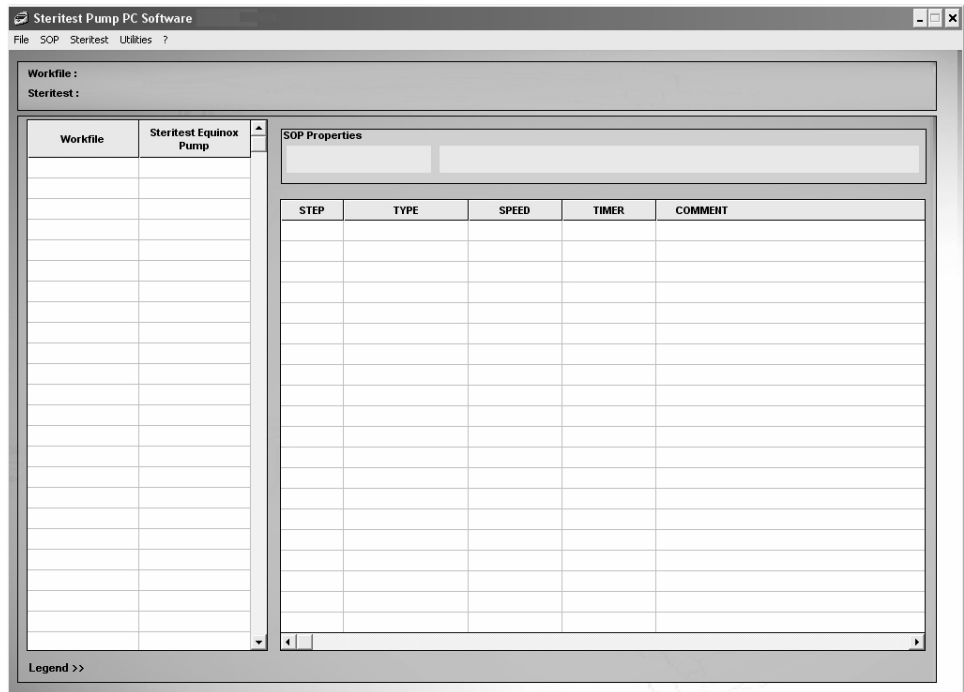 Steritest Pump PC Software
File SOP Steritest Utilities ?
Workfile :
Steritest :
Workfile
Steritest Equinox
Pump
SOP Properties
STEP TYPE SPEED TIMER COMMENT
Legend >>